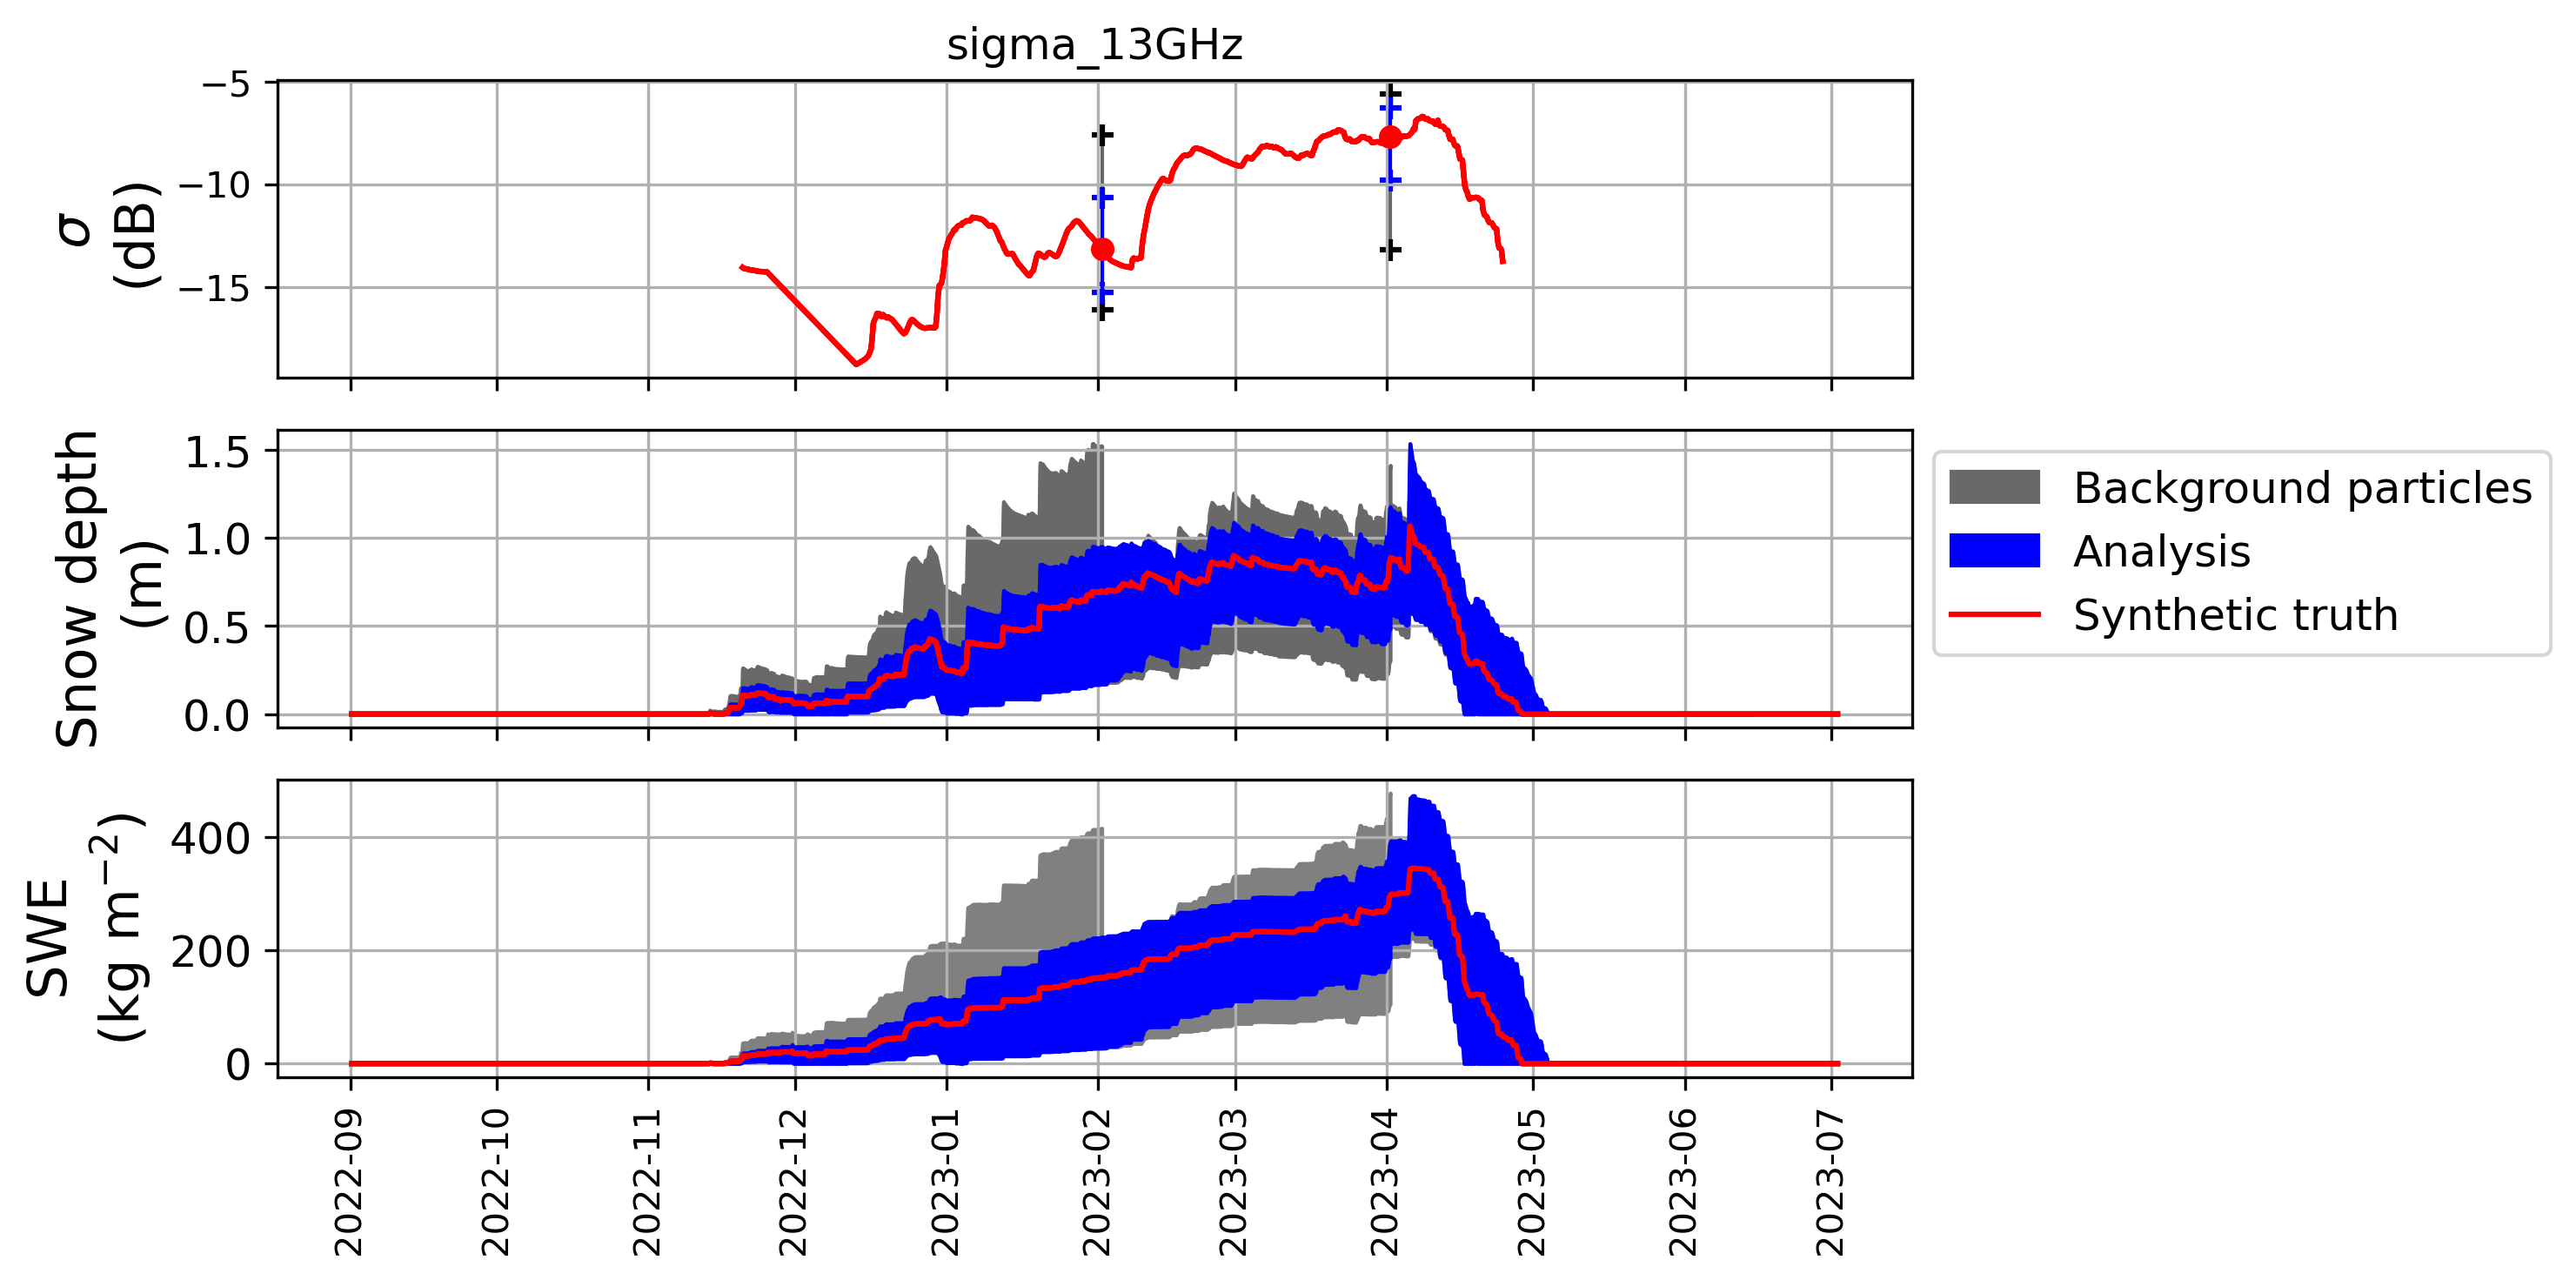 sigma_13GHz
σ
(dB)
−5
−10
−15
Snow depth
(m)
1.5
1.0
0.5
0.0
Background particles
Analysis
Synthetic truth
SWE
(kg m⁻²)
400
200
0
2022-09
2022-10
2022-11
2022-12
2023-01
2023-02
2023-03
2023-04
2023-05
2023-06
2023-07